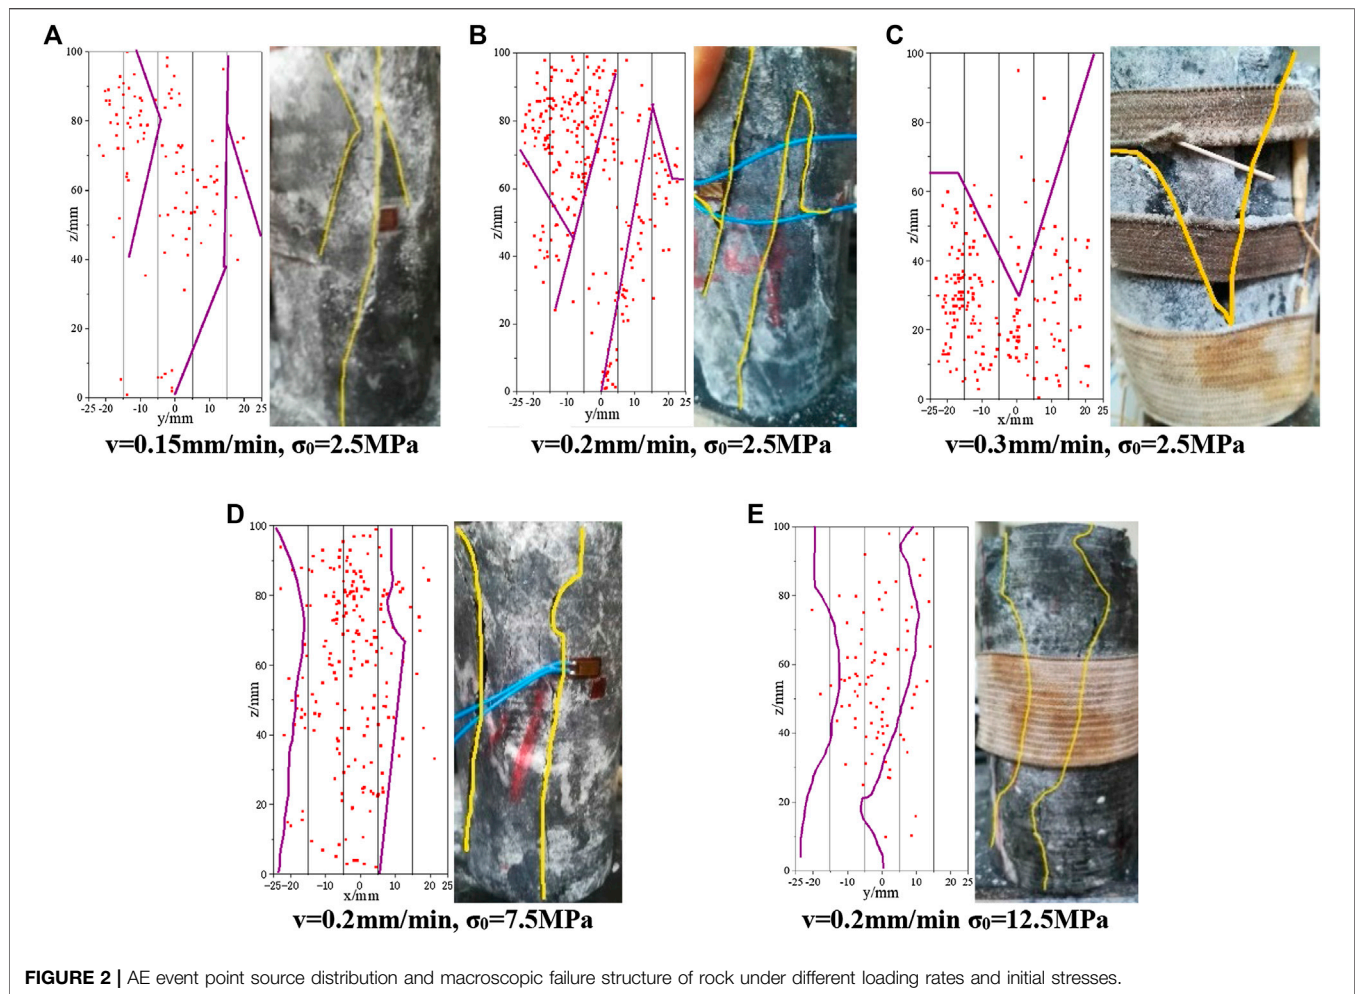 A
B
C
100
80
60
40
20
0
z/mm
-25 -20
-10
0
10
20 25
y/mm
100
80
60
40
20
0
z/mm
-25 -20
-10
0
10
20 25
y/mm
100
80
60
40
20
0
z/mm
-25 -20
-10
0
10
20 25
x/mm
v=0.15mm/min, σ0=2.5MPa
v=0.2mm/min, σ0=2.5MPa
v=0.3mm/min, σ0=2.5MPa
D
E
100
80
60
40
20
0
z/mm
-25 -20
-10
0
10
20 25
x/mm
100
80
60
40
20
0
z/mm
-25 -20
-10
0
10
20 25
y/mm
v=0.2mm/min, σ0=7.5MPa
v=0.2mm/min σ0=12.5MPa
FIGURE 2 | AE event point source distribution and macroscopic failure structure of rock under different loading rates and initial stresses.